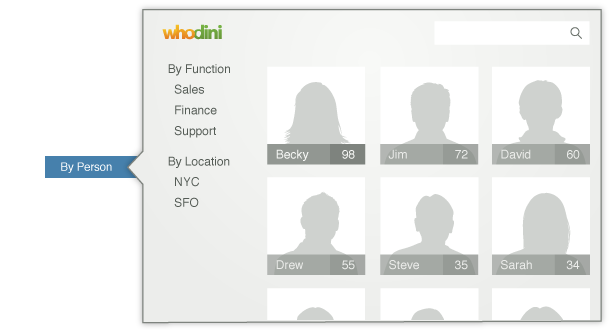 whodini
By Function
Sales
Finance
Support
By Location
NYC
SFO
By Person
Becky 98
Jim 72
David 60
Drew 55
Steve 35
Sarah 34